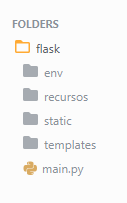 FOLDERS
flask
env
recursos
static
templates
main.py